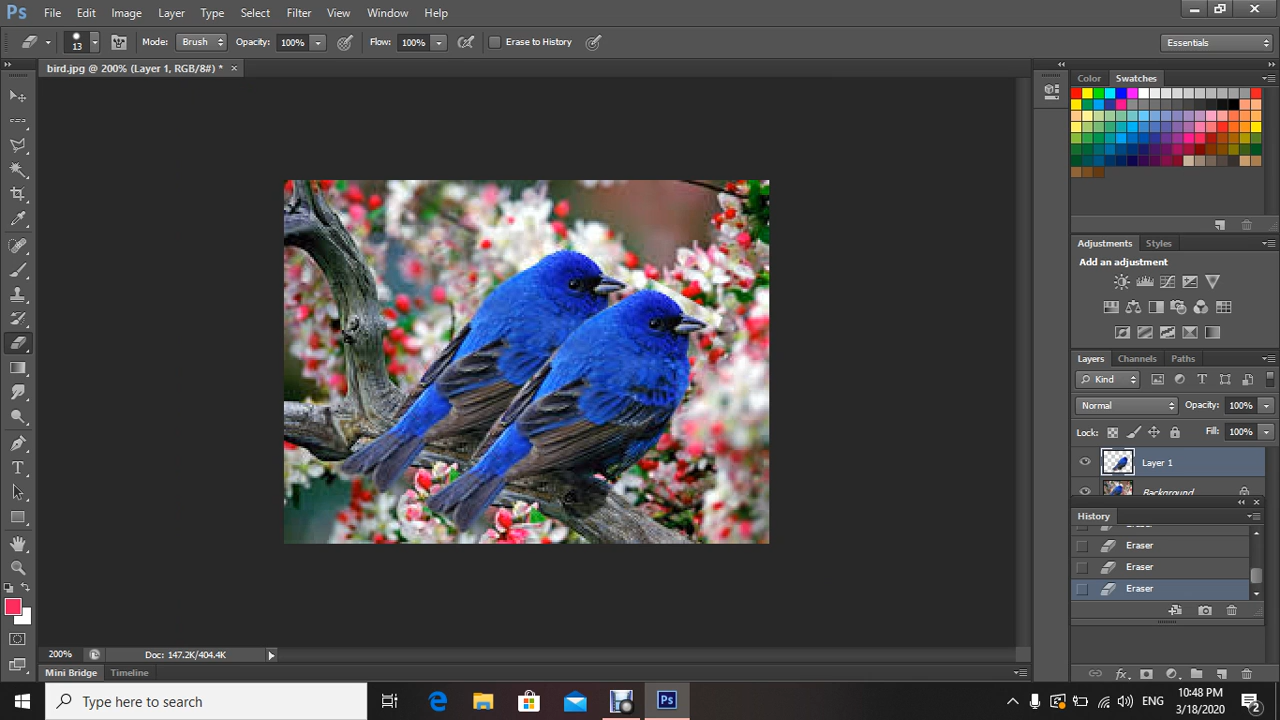 Ps File Edit Image Layer Type Select Filter View Window Help
13 Mode: Brush Opacity: 100% Flow: 100% Erase to History Essentials
bird.jpg @ 200% (Layer 1, RGB/8#) * ×
Color Swatches
Adjustments Styles
Add an adjustment
Layers Channels Paths
Kind
Normal Opacity: 100%
Lock: Fill: 100%
Layer 1
Background
History
Eraser
Eraser
Eraser
Eraser
fx
200% Doc: 147.2K/404.4K
Mini Bridge Timeline
Type here to search Ps ENG 10:48 PM
3/18/2020 2